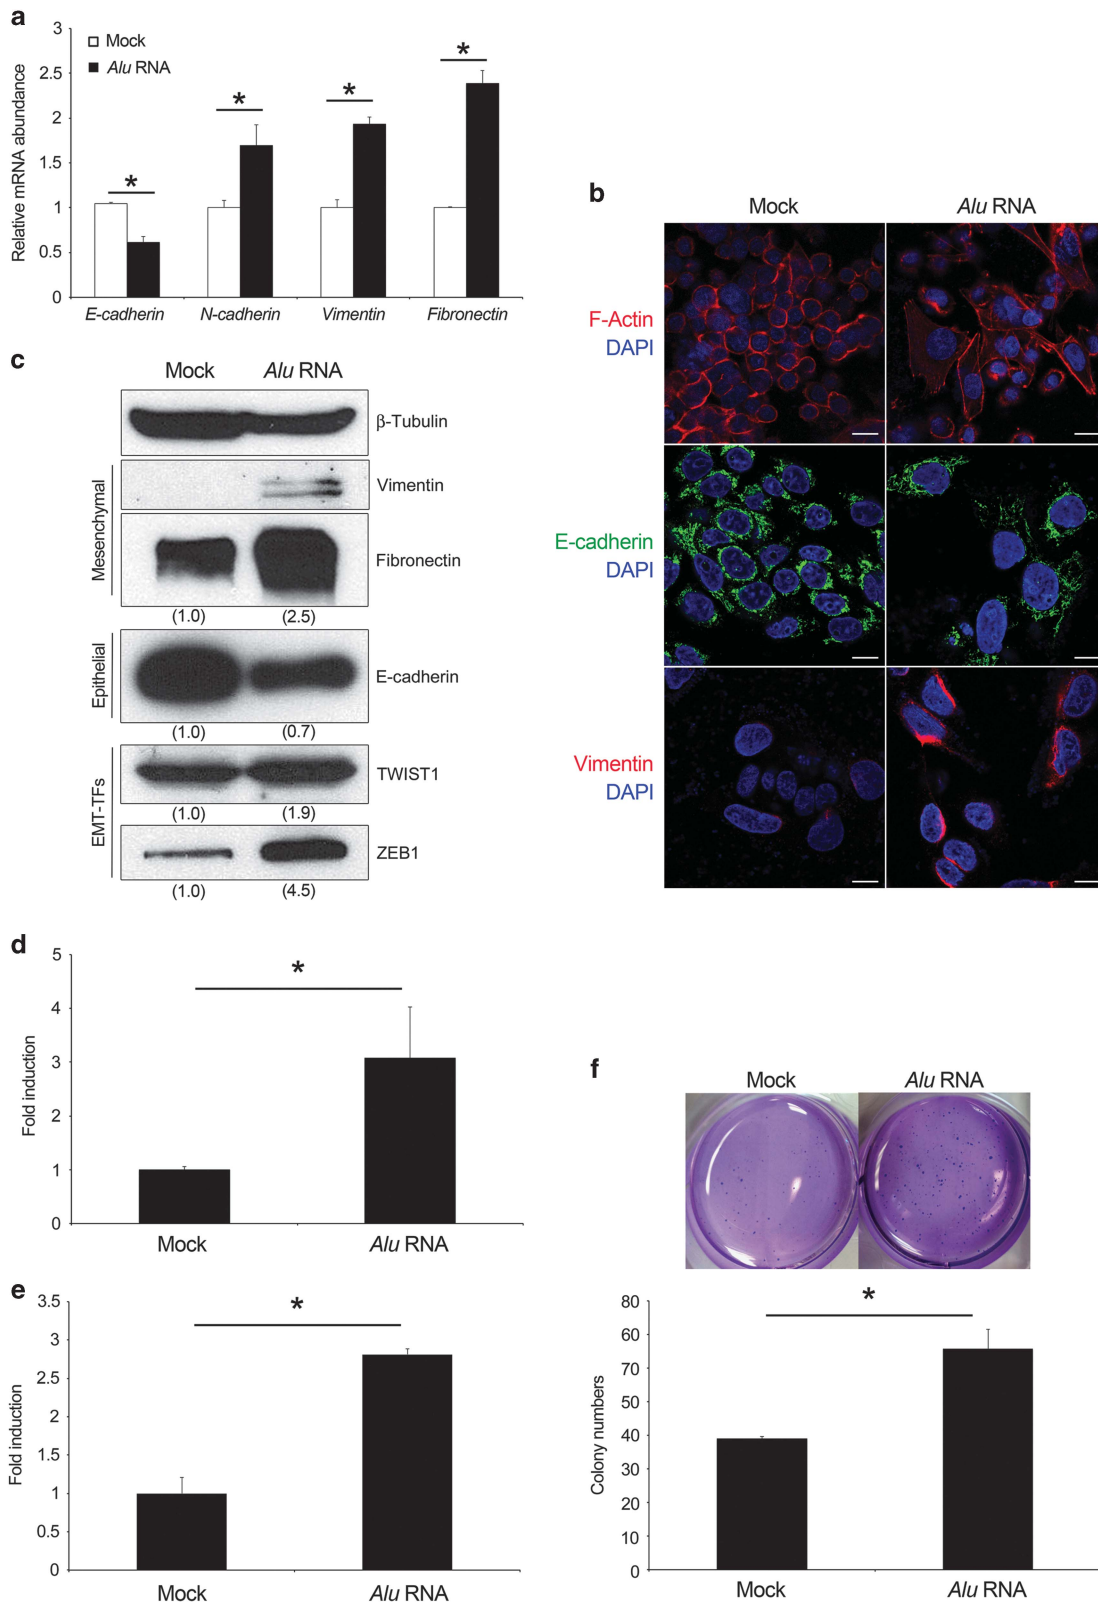 a
3
2.5
2
1.5
1
0.5
0
Relative mRNA abundance
Mock
Alu RNA
*
*
*
*
E-cadherin
N-cadherin
Vimentin
Fibronectin
b
Mock
Alu RNA
F-Actin
DAPI
E-cadherin
DAPI
Vimentin
DAPI
c
Mock
Alu RNA
β-Tubulin
Mesenchymal
Vimentin
Fibronectin
(1.0) (2.5)
Epithelial
E-cadherin
(1.0) (0.7)
EMT-TFs
TWIST1
(1.0) (1.9)
ZEB1
(1.0) (4.5)
d
5
4
3
2
1
0
Fold induction
*
Mock
Alu RNA
e
3.5
3
2.5
2
1.5
1
0.5
0
Fold induction
*
Mock
Alu RNA
f
Mock
Alu RNA
80
60
70
50
40
30
20
10
0
Colony numbers
*
Mock
Alu RNA